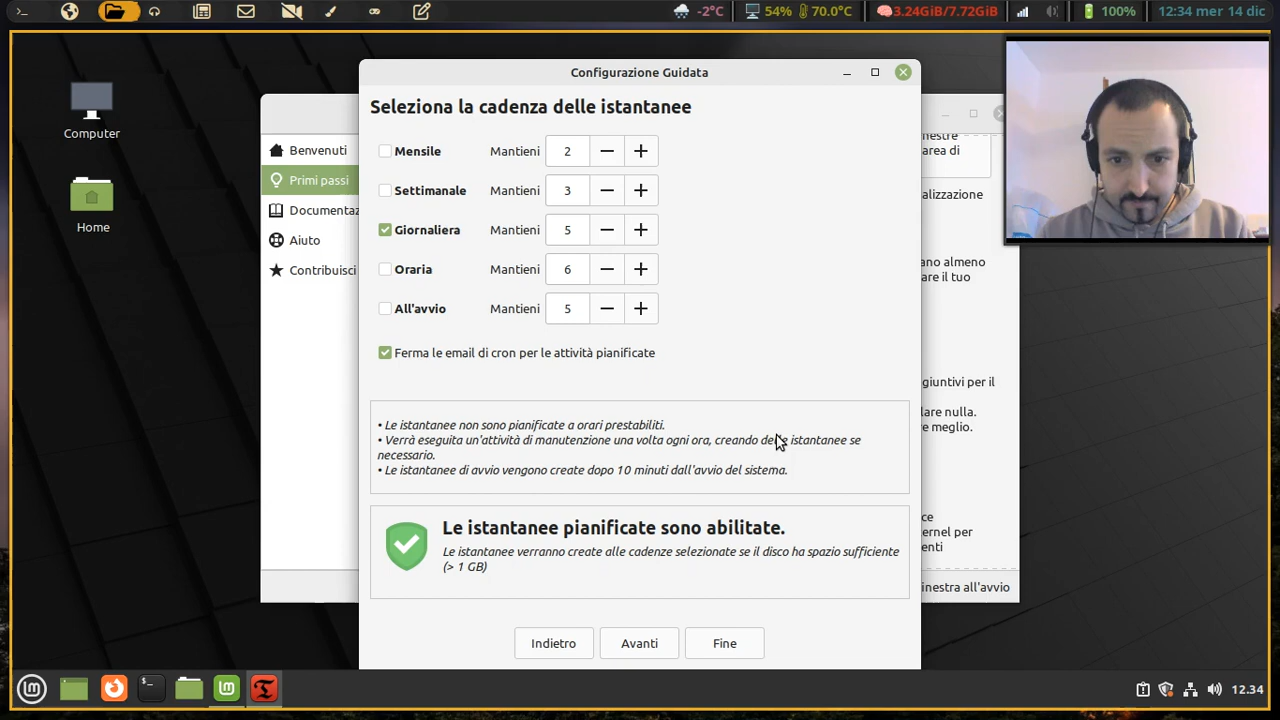 -2°C
54%
70.0°C
3.24GiB/7.72GiB
100%
12:34 mer 14 dic
Computer
Home
Benvenuti
Primi passi
Documentaz
Aiuto
Contribuisci
Configurazione Guidata
Seleziona la cadenza delle istantanee
Mensile Mantieni 2
Settimanale Mantieni 3
Giornaliera Mantieni 5
Oraria Mantieni 6
All'avvio Mantieni 5
Ferma le email di cron per le attività pianificate
• Le istantanee non sono pianificate a orari prestabiliti.
• Verrà eseguita un'attività di manutenzione una volta ogni ora, creando delle istantanee se
necessario.
• Le istantanee di avvio vengono create dopo 10 minuti dall'avvio del sistema.
Le istantanee pianificate sono abilitate.
Le istantanee verranno create alle cadenze selezionate se il disco ha spazio sufficiente
(> 1 GB)
Indietro
Avanti
Fine
area di
alizzazione
ano almeno
are il tuo
giuntivi per il
lare nulla.
e meglio.
ce
ernel per
enti
inestra all'avvio
12.34